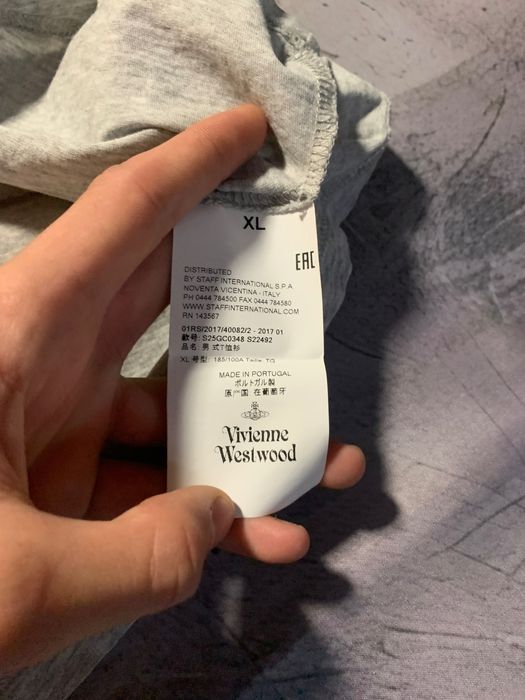 XL
EAC
DISTRIBUTED
BY STAFF INTERNATIONAL S.P.A.
NOVENTA VICENTINA - ITALY
PH 0444 784500 FAX 0444 784580
WWW.STAFFINTERNATIONAL.COM
RN 143567
01RS/2017/40082/2 - 2017 01
款号: S25GC0348 S22492
品名: 男 式T恤衫
XL 号型: 185/100A Taille: TG
MADE IN PORTUGAL
ポルトガル製
原产国 在葡萄牙
Vivienne
Westwood